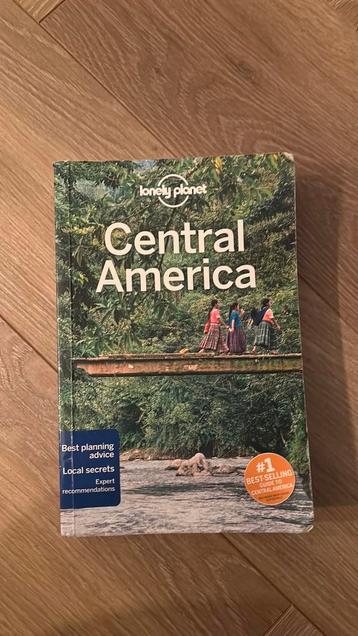 lonely planet
Central
America
Best planning
advice
Local secrets
Expert
recommendations
#1
BEST-SELLING
GUIDE TO
CENTRAL AMERICA